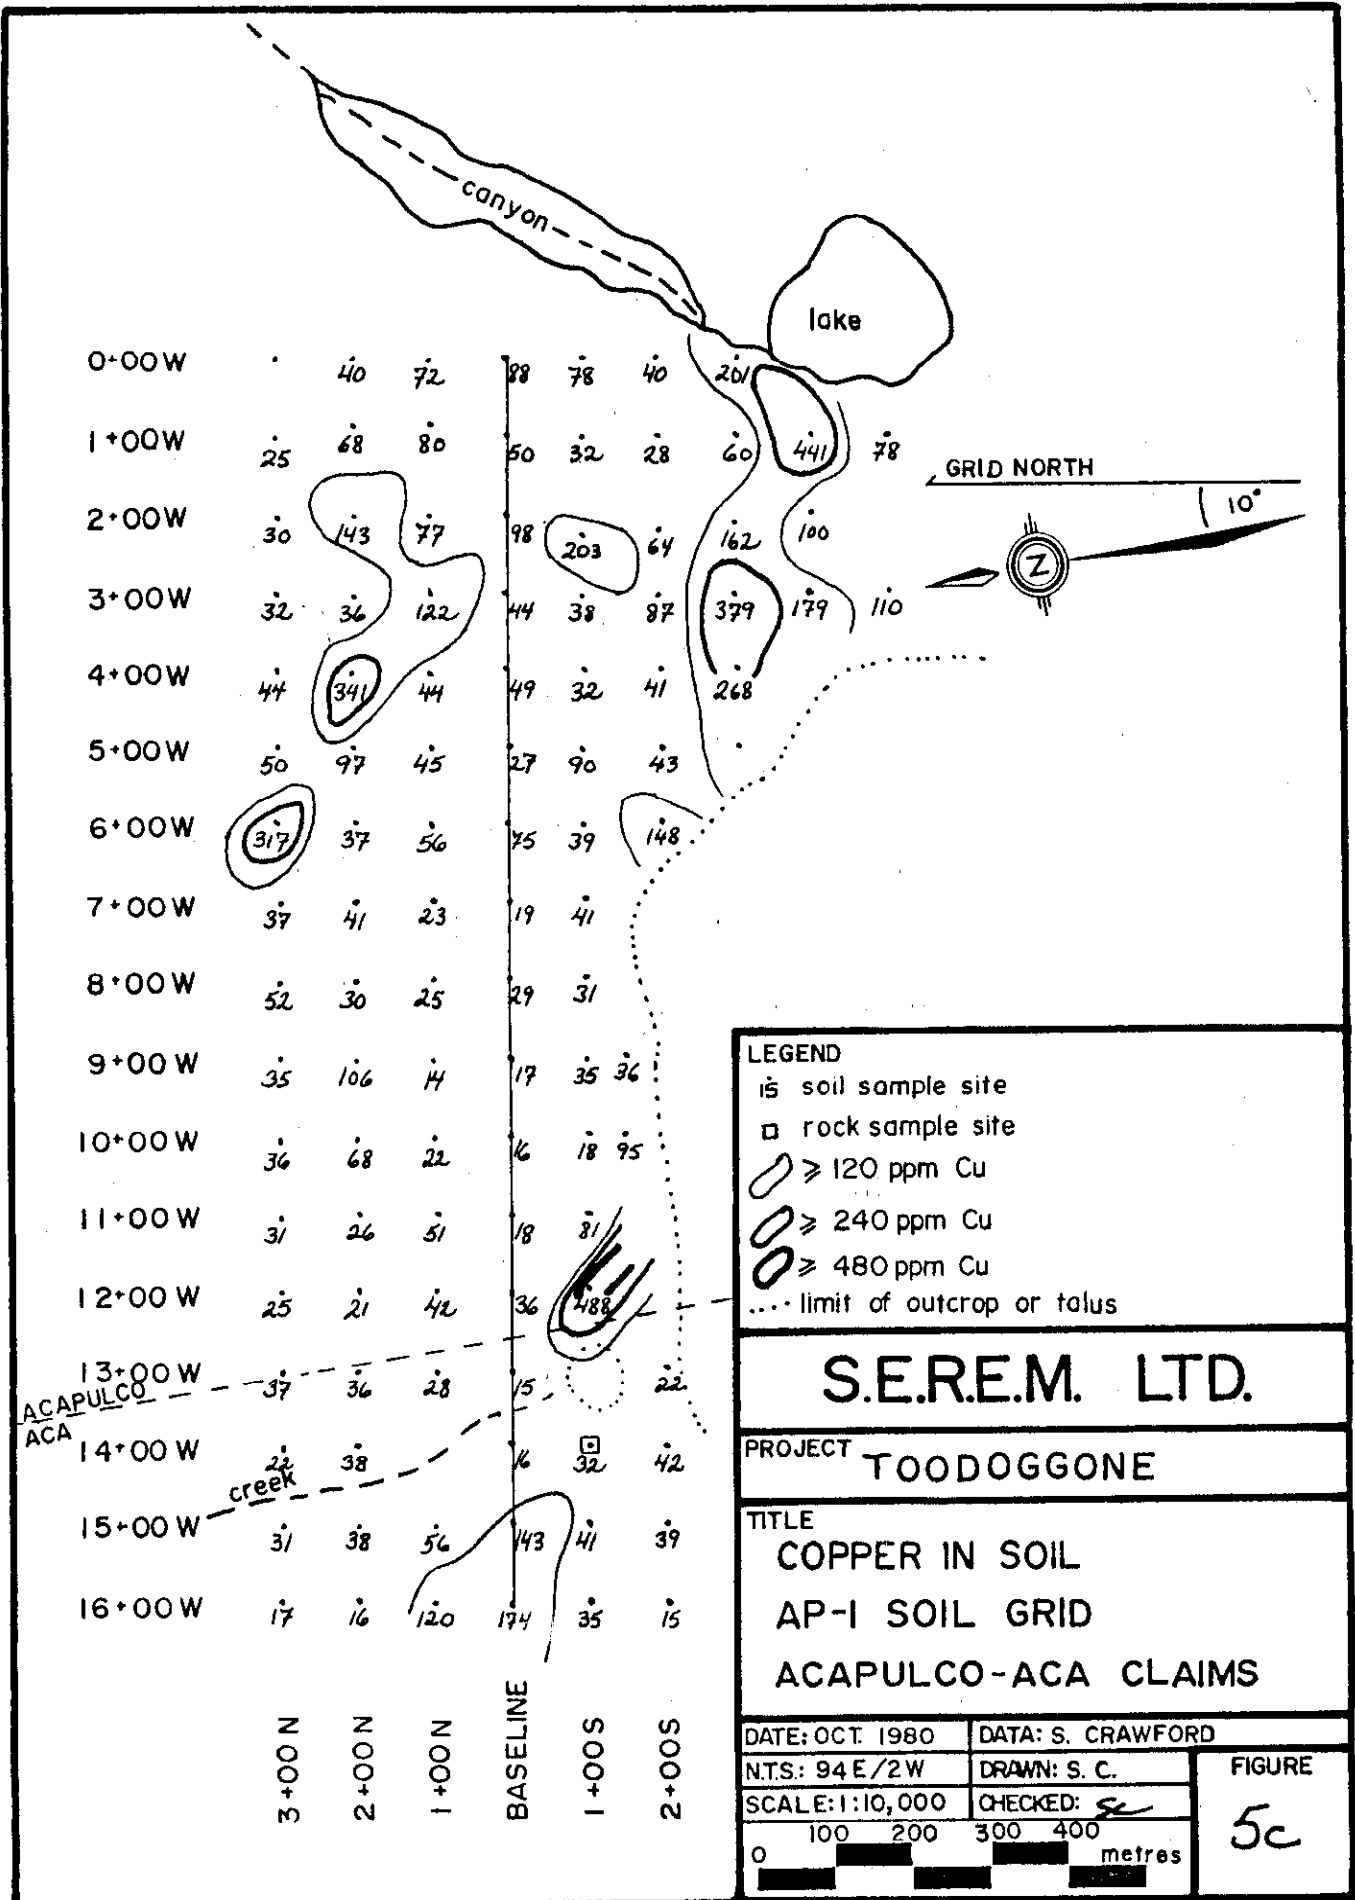 canyon
lake
0+00W 40 72 88 78 40 201
1+00W 25 68 80 50 32 28 60 441 78
GRID NORTH
10°
2+00W 30 143 77 98 203 64 162 100
Z
3+00W 32 36 122 44 38 87 379 179 110
4+00W 44 341 44 49 32 41 268
5+00W 50 97 45 27 90 43
6+00W 317 37 56 75 39 148
7+00W 37 41 23 19 41
8+00W 52 30 25 29 31
9+00W 35 106 14 17 35 36
10+00W 36 68 22 16 18 95
11+00W 31 26 51 18 81
12+00W 25 21 42 36 488
13+00W 37 36 28 15 22
ACAPULCO
ACA
14+00W 22 38 16 32 42
creek
15+00W 31 38 56 143 41 39
16+00W 17 16 120 174 35 15
3+00N 2+00N 1+00N BASELINE 1+00S 2+00S
LEGEND
15 soil sample site
rock sample site
≥ 120 ppm Cu
≥ 240 ppm Cu
≥ 480 ppm Cu
.... limit of outcrop or talus
S.E.R.E.M. LTD.
PROJECT TOODOGGONE
TITLE
COPPER IN SOIL
AP-1 SOIL GRID
ACAPULCO-ACA CLAIMS
DATE: OCT. 1980 DATA: S. CRAWFORD
N.T.S.: 94E/2W DRAWN: S. C.
SCALE: 1:10,000 CHECKED: SC
FIGURE
5c
0 100 200 300 400 metres